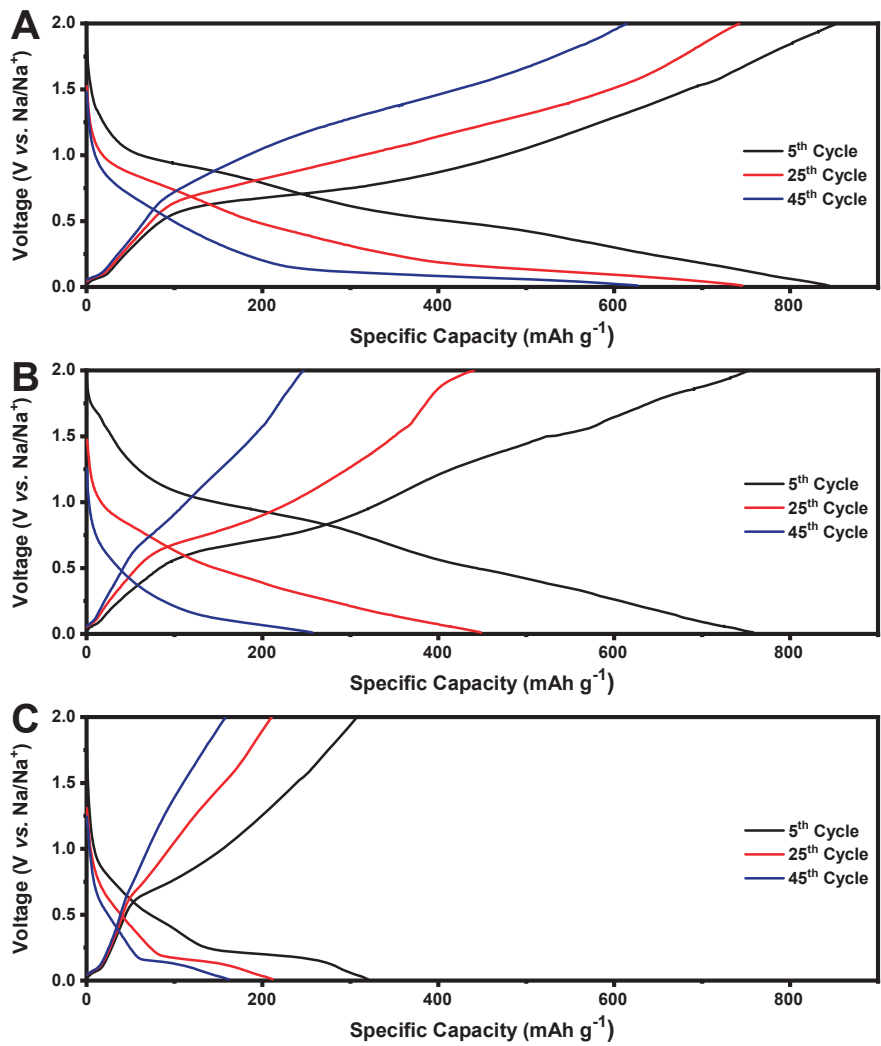 A
Voltage (V vs. Na/Na⁺)
2.0
1.5
1.0
0.5
0.0
5th Cycle
25th Cycle
45th Cycle
0
200
400
600
800
Specific Capacity (mAh g⁻¹)
B
Voltage (V vs. Na/Na⁺)
2.0
1.5
1.0
0.5
0.0
5th Cycle
25th Cycle
45th Cycle
0
200
400
600
800
Specific Capacity (mAh g⁻¹)
C
Voltage (V vs. Na/Na⁺)
2.0
1.5
1.0
0.5
0.0
5th Cycle
25th Cycle
45th Cycle
0
200
400
600
800
Specific Capacity (mAh g⁻¹)